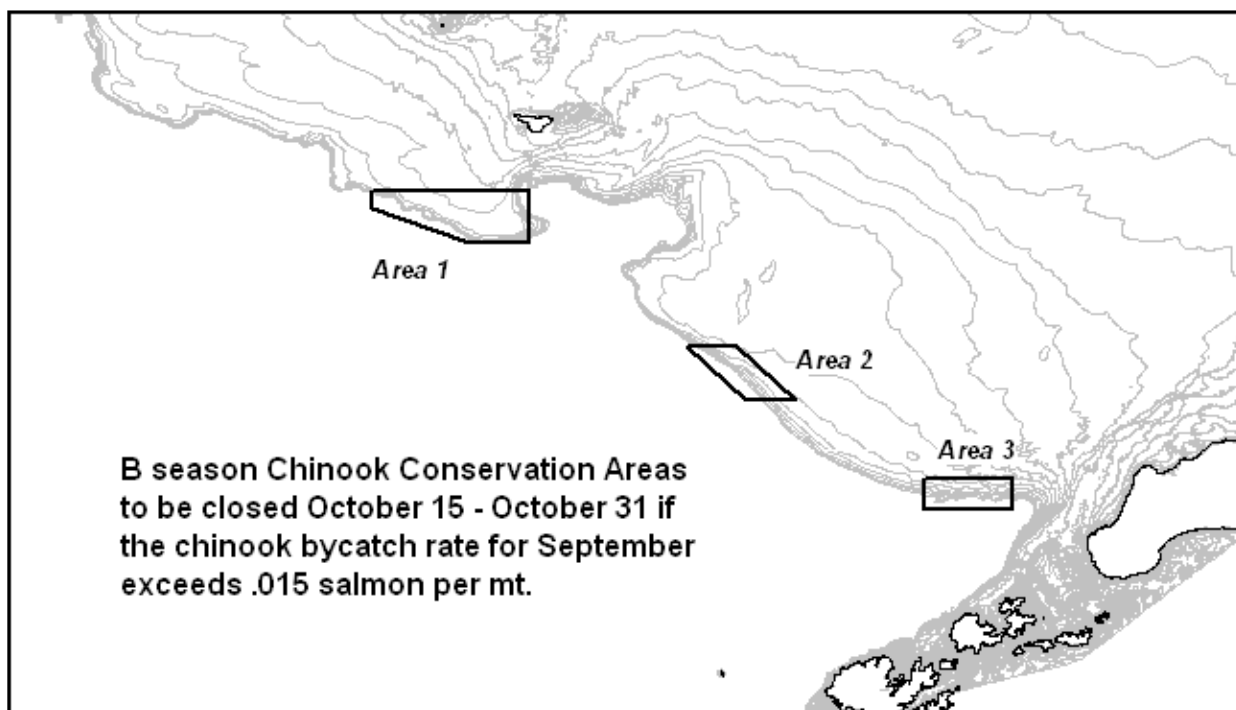 Area 1
Area 2
Area 3
B season Chinook Conservation Areas
to be closed October 15 - October 31 if
the chinook bycatch rate for September
exceeds .015 salmon per mt.